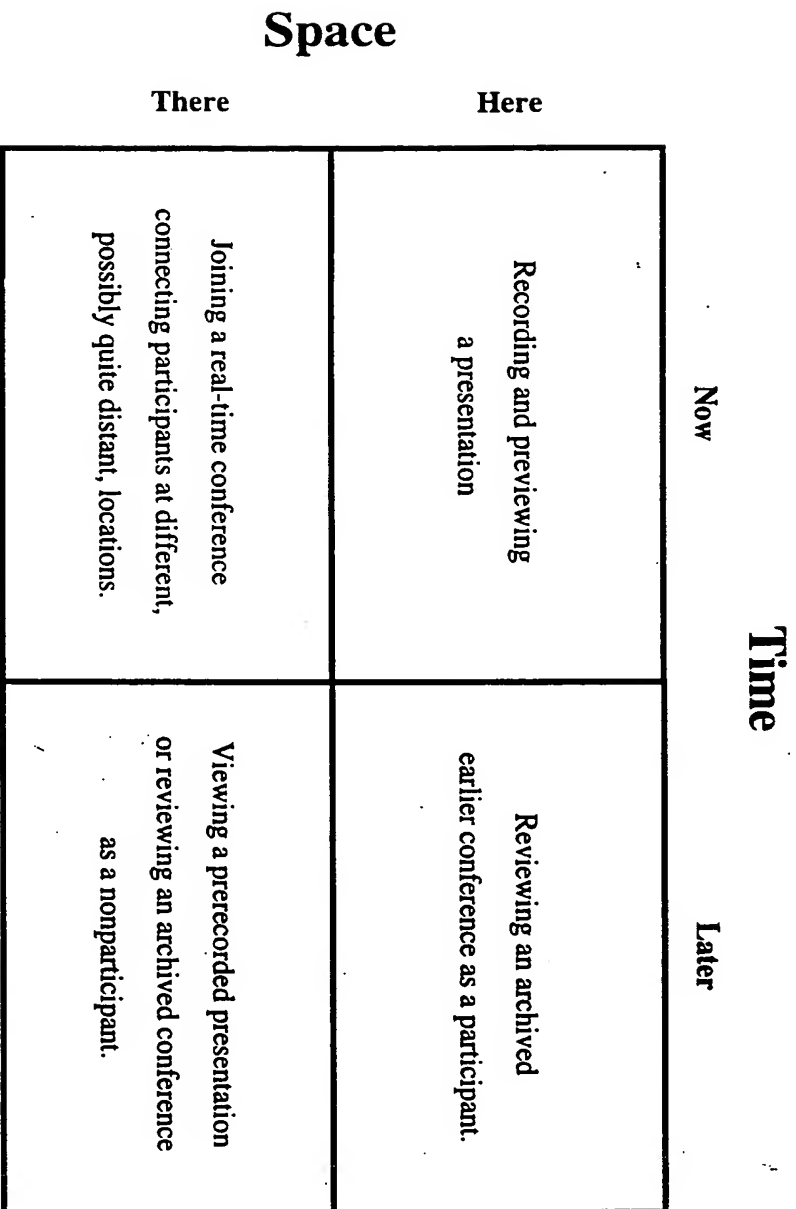 Time
Now
Later
Space
Here
Recording and previewing
a presentation
Reviewing an archived
earlier conference as a participant.
There
Joining a real-time conference
connecting participants at different,
possibly quite distant, locations.
Viewing a prerecorded presentation
or reviewing an archived conference
as a nonparticipant.